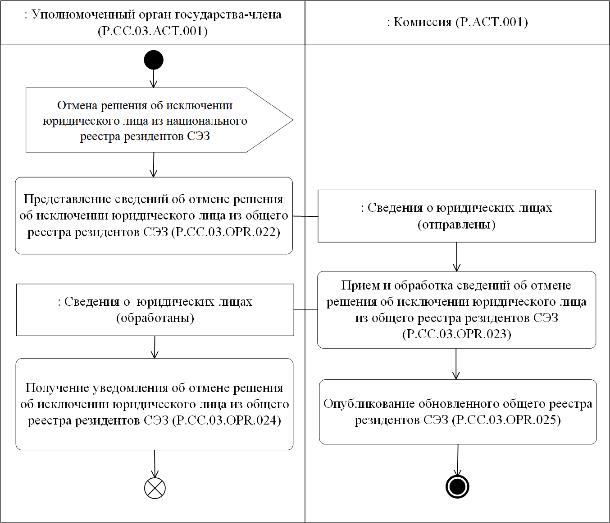 : Уполномоченный орган государства-члена
(P.CC.03.ACT.001)
: Комиссия (P.ACT.001)
Отмена решения об исключении
юридического лица из национального
реестра резидентов СЭЗ
Представление сведений об отмене решения
об исключении юридического лица из общего
реестра резидентов СЭЗ (P.CC.03.OPR.022)
: Сведения о юридических лицах
(отправлены)
Прием и обработка сведений об отмене
решения об исключении юридического лица
из общего реестра резидентов СЭЗ
(P.CC.03.OPR.023)
: Сведения о юридических лицах
(обработаны)
Получение уведомления об отмене решения
об исключении юридического лица из общего
реестра резидентов СЭЗ (P.CC.03.OPR.024)
Опубликование обновленного общего реестра
резидентов СЭЗ (P.CC.03.OPR.025)